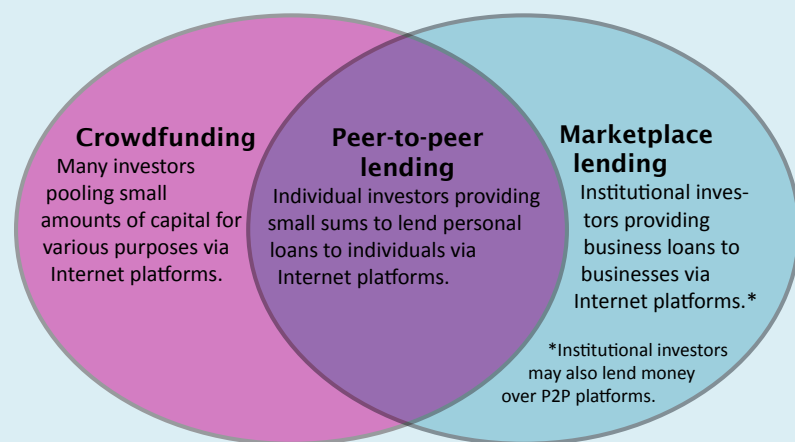 Crowdfunding
Many investors
pooling small
amounts of capital for
various purposes via
Internet platforms.
Peer-to-peer
lending
Individual investors providing
small sums to lend personal
loans to individuals via
Internet platforms.
Marketplace
lending
Institutional inves-
tors providing
business loans to
businesses via
Internet platforms.*
*Institutional investors
may also lend money
over P2P platforms.